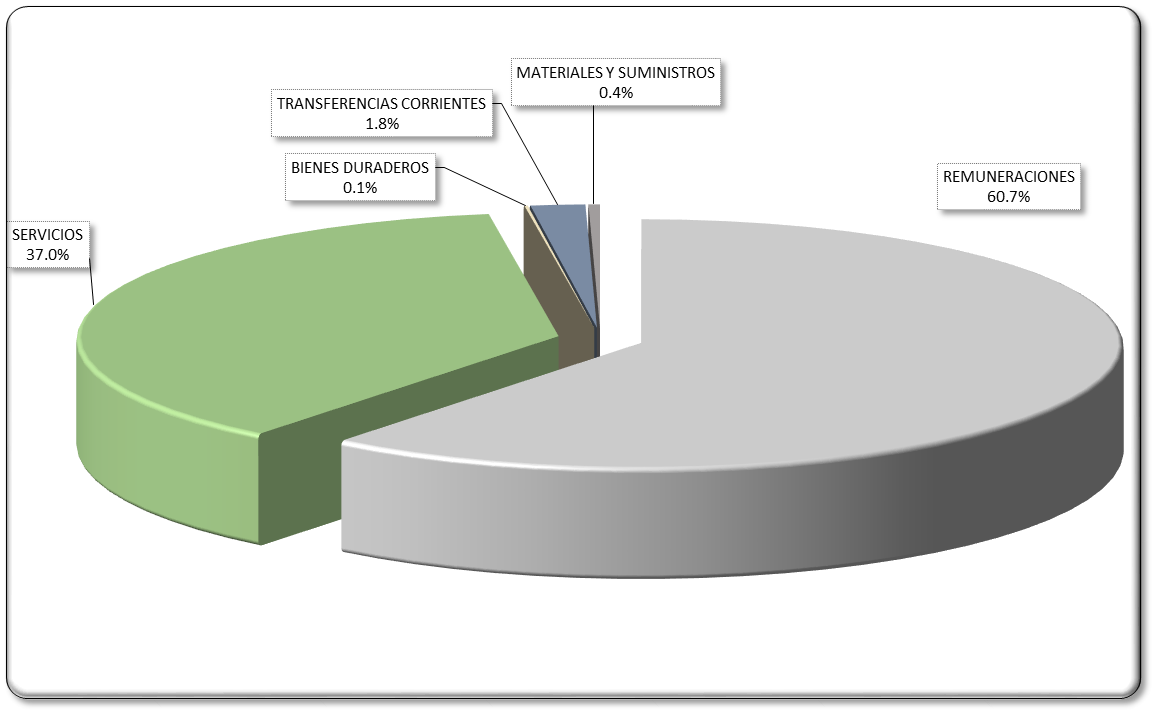 MATERIALES Y SUMINISTROS
0.4%
TRANSFERENCIAS CORRIENTES
1.8%
BIENES DURADEROS
0.1%
REMUNERACIONES
60.7%
SERVICIOS
37.0%